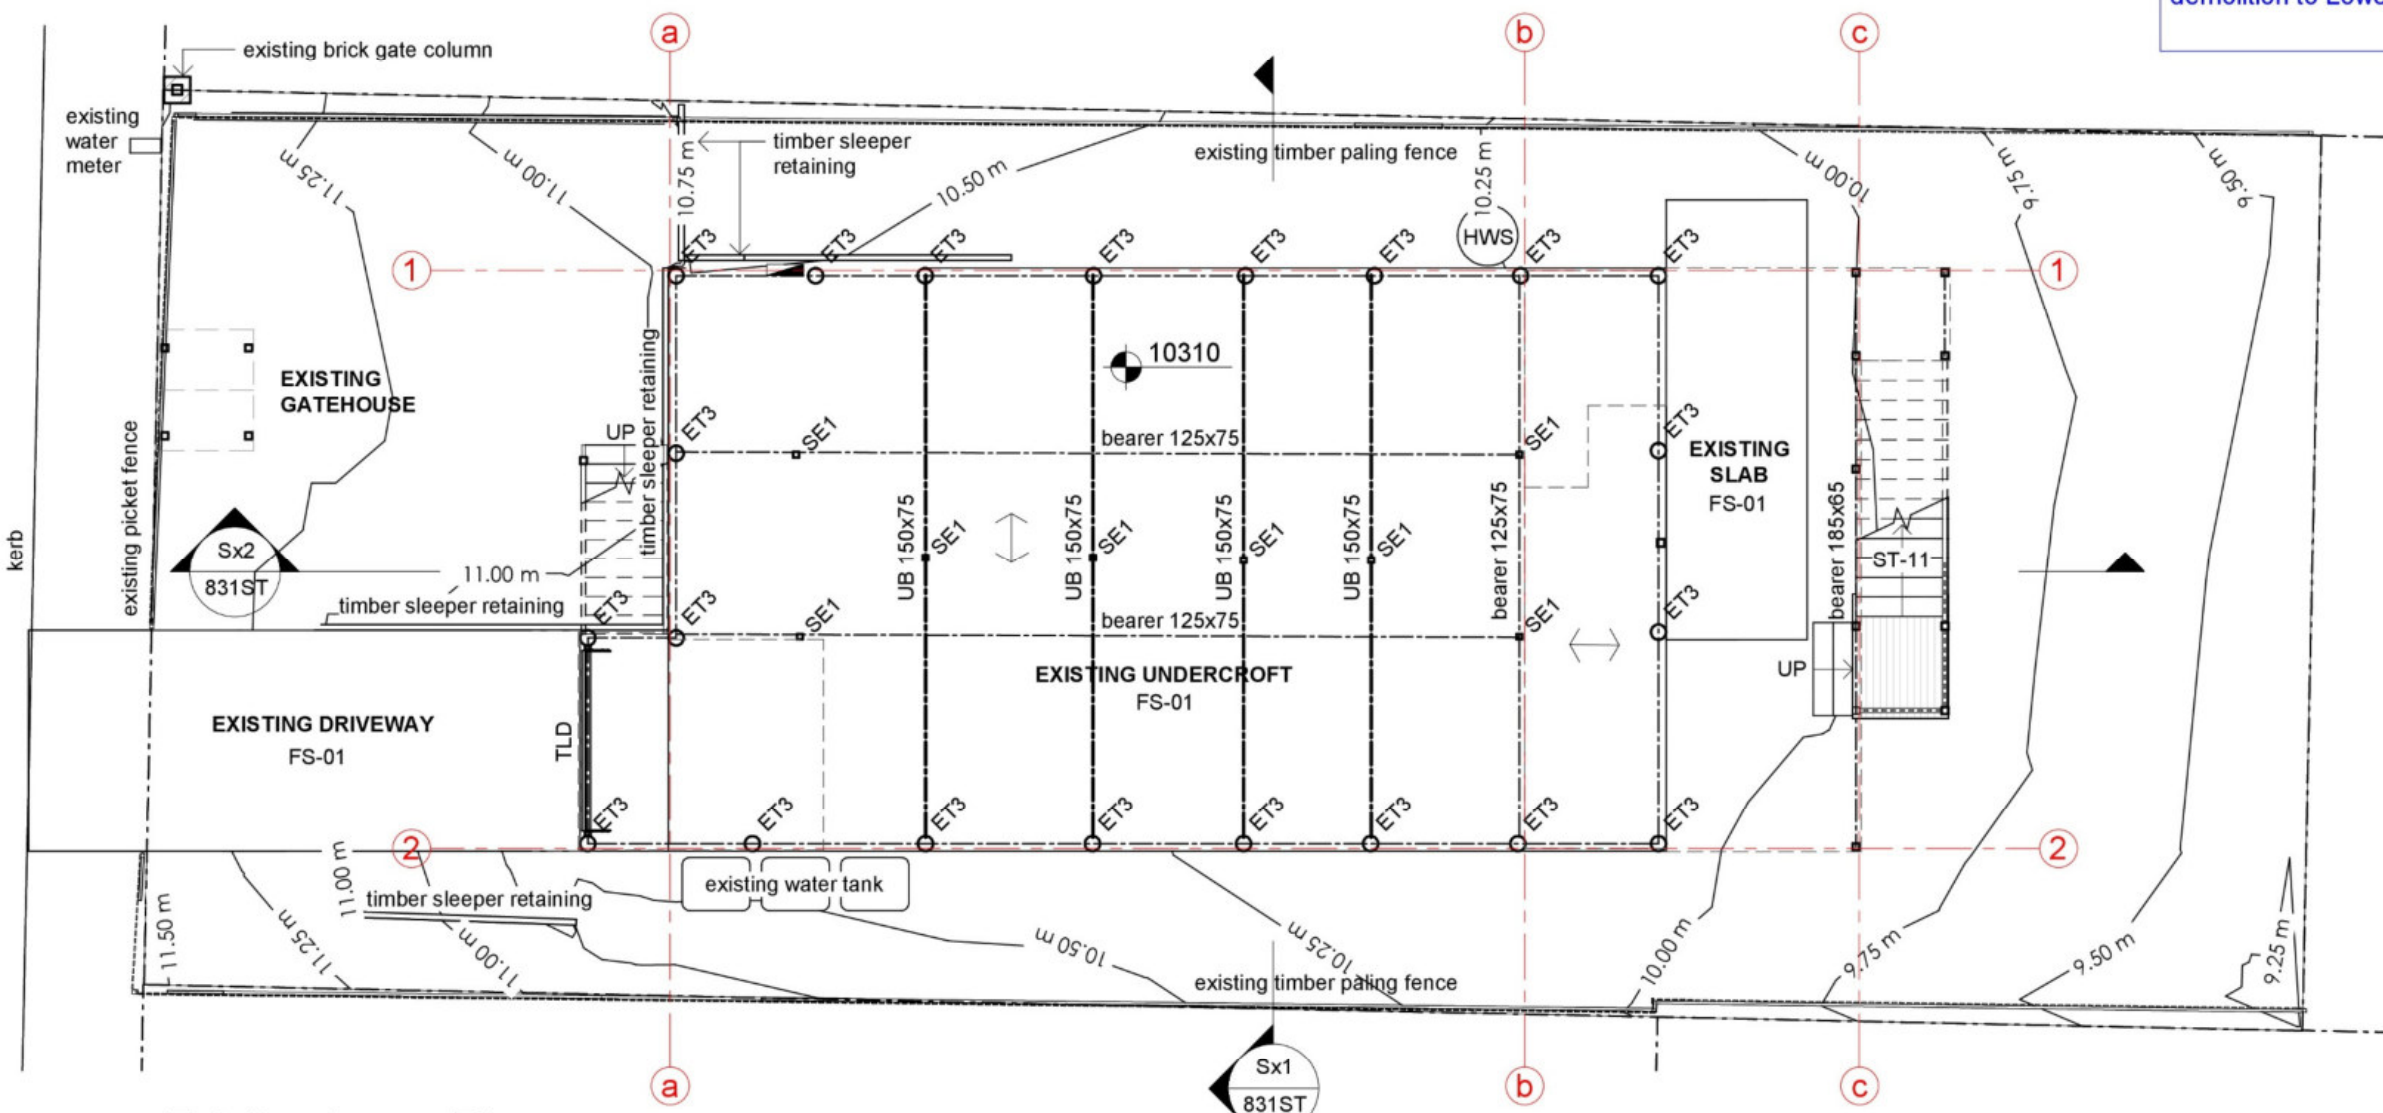 demolition to Lowe
a
b
c
existing brick gate column
existing
water
meter
timber sleeper
retaining
existing timber paling fence
11.25 m
11.00 m
10.75 m
10.50 m
10.25 m
10.00 m
9.75 m
9.50 m
HWS
ET3
ET3
ET3
ET3
ET3
ET3
ET3
ET3
1
1
10310
EXISTING
GATEHOUSE
existing picket fence
kerb
UP
timber sleeper retaining
ET3
SE1
bearer 125x75
SE1
ET3
EXISTING
SLAB
FS-01
UB 150x75
SE1
UB 150x75
SE1
UB 150x75
SE1
UB 150x75
SE1
bearer 125x75
bearer 185x65
ST-11
Sx2
831ST
11.00 m
timber sleeper retaining
ET3
ET3
SE1
bearer 125x75
SE1
ET3
UP
EXISTING UNDERCROFT
FS-01
EXISTING DRIVEWAY
FS-01
TLD
ET3
ET3
ET3
ET3
ET3
ET3
ET3
ET3
2
2
11.50 m
11.25 m
11.00 m
timber sleeper retaining
11.00 m
existing water tank
10.50 m
10.25 m
existing timber paling fence
10.00 m
9.75 m
9.50 m
9.25 m
a
Sx1
831ST
b
c